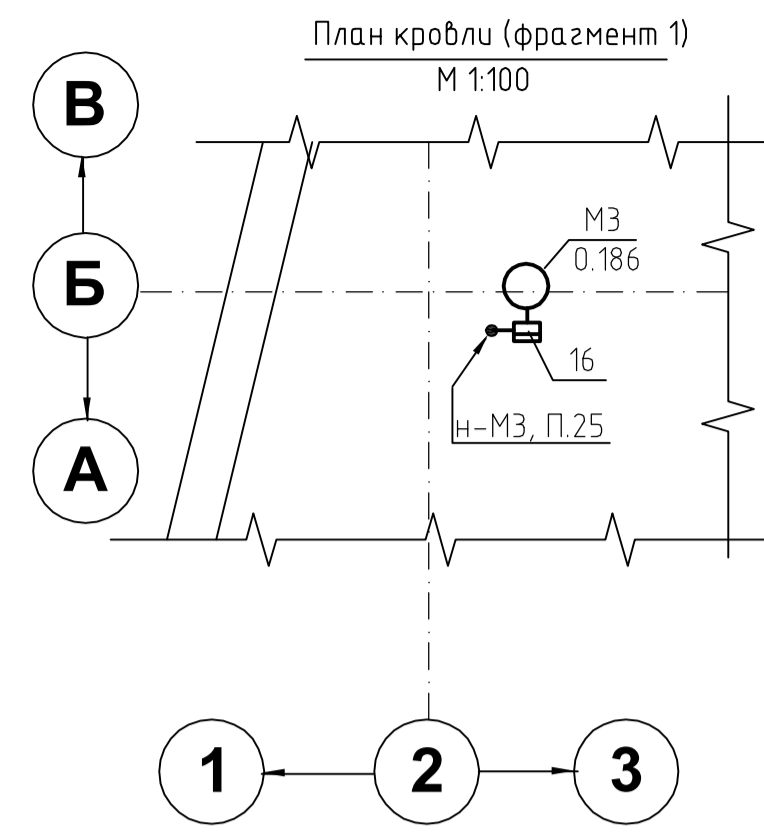 План кровли (фрагмент 1)
М 1:100
В
Б
А
М3
0.186
16
н-М3, П.25
1
2
3